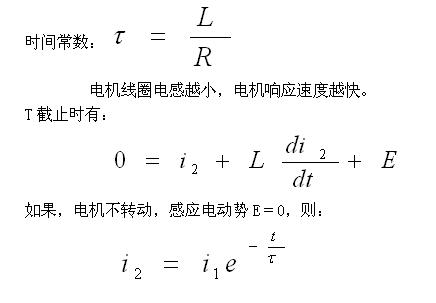 时间常数： τ = L / R
电机线圈电感越小，电机响应速度越快。
T 截止时有：
0 = i₂ + L di₂/dt + E
如果，电机不转动，感应电动势 E = 0，则：
i₂ = i₁e^(-t/τ)